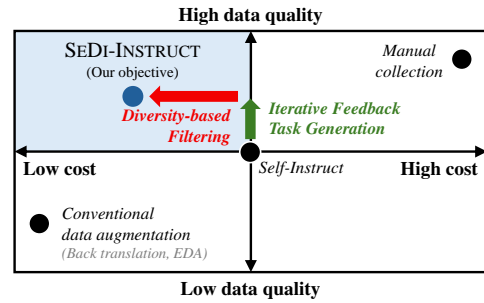 High data quality
SEDI-INSTRUCT
(Our objective)
Manual
collection
Diversity-based
Filtering
Iterative Feedback
Task Generation
Low cost
Self-Instruct
High cost
Conventional
data augmentation
(Back translation, EDA)
Low data quality